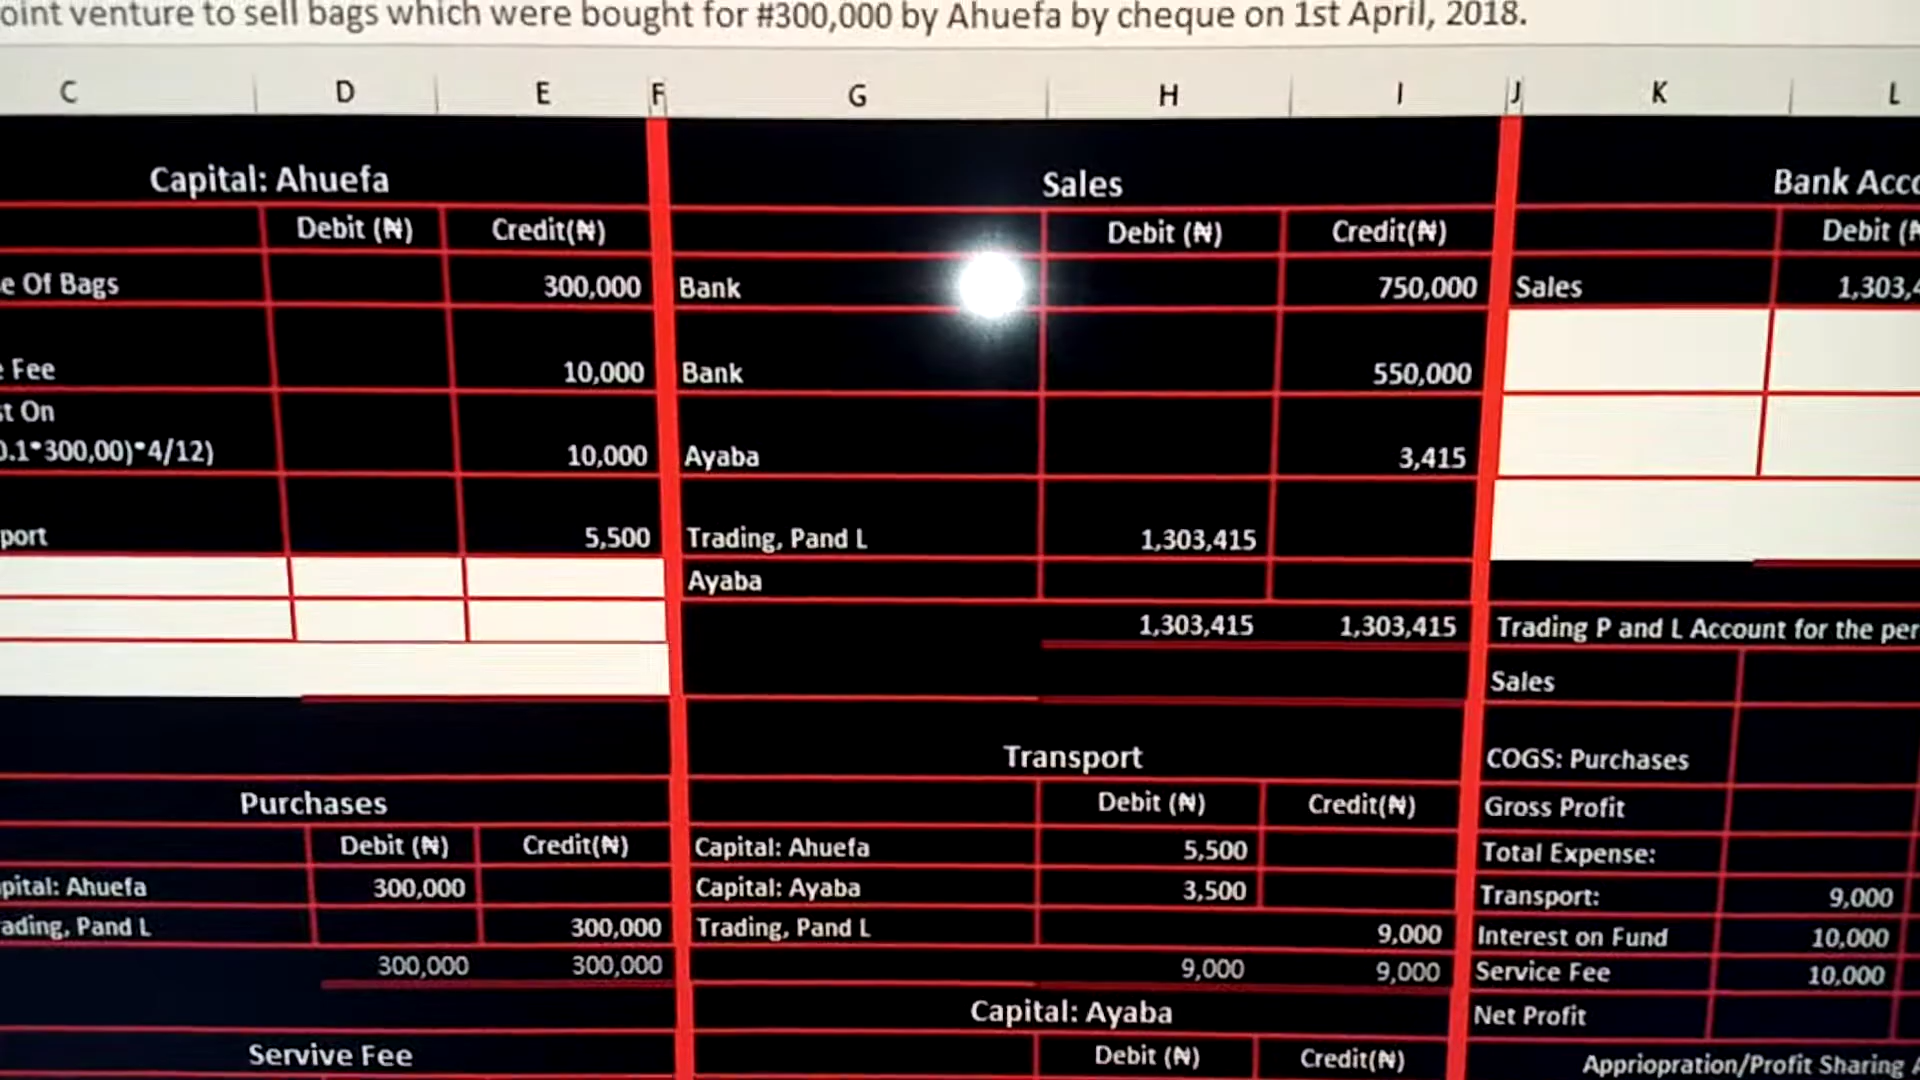 oint venture to sell bags which were bought for #300,000 by Ahuefa by cheque on 1st April, 2018.
C D E F G H I J K L
Capital: Ahuefa
Debit (₦) Credit(₦)
e Of Bags 300,000
Fee 10,000
st On
0.1*300,00)*4/12) 10,000
port 5,500
Purchases
Debit (₦) Credit(₦)
pital: Ahuefa 300,000
ading, Pand L 300,000
300,000 300,000
Servive Fee
Sales
Debit (₦) Credit(₦)
Bank 750,000
Bank 550,000
Ayaba 3,415
Trading, Pand L 1,303,415
Ayaba
1,303,415 1,303,415
Transport
Debit (₦) Credit(₦)
Capital: Ahuefa 5,500
Capital: Ayaba 3,500
Trading, Pand L 9,000
9,000 9,000
Capital: Ayaba
Debit (₦) Credit(₦)
Bank Acco
Debit (₦
Sales 1,303,4
Trading P and L Account for the per
Sales
COGS: Purchases
Gross Profit
Total Expense:
Transport: 9,000
Interest on Fund 10,000
Service Fee 10,000
Net Profit
Appriopration/Profit Sharing A